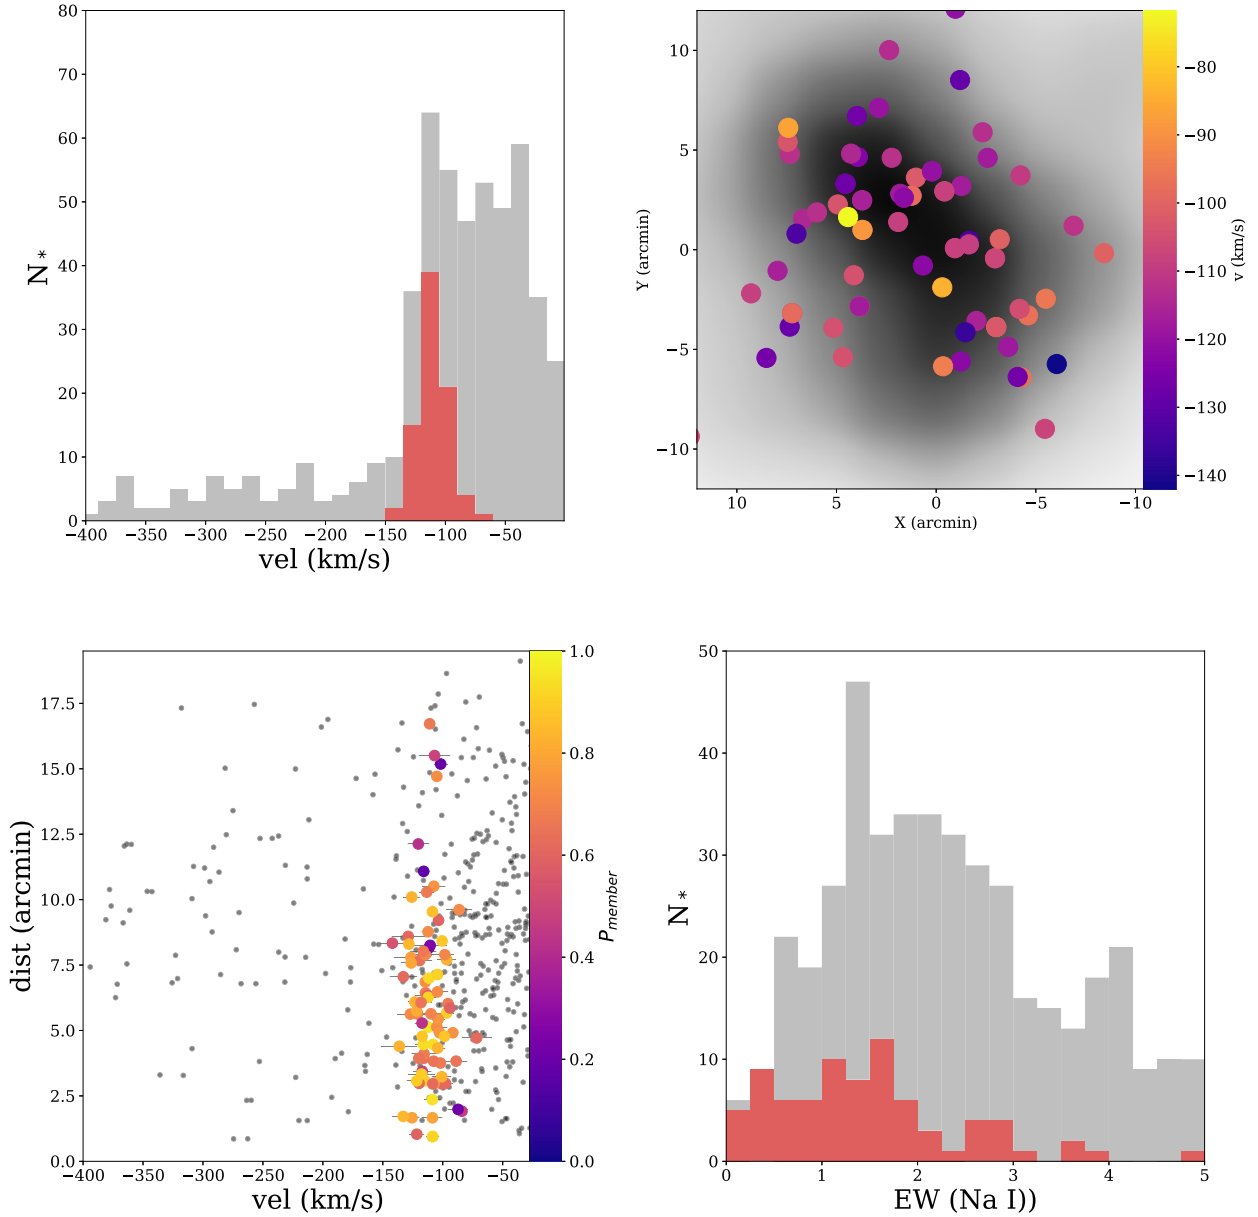 80
70
60
50
40
30
20
10
0
N*
−400 −350 −300 −250 −200 −150 −100 −50
vel (km/s)
10
5
0
−5
−10
Y (arcmin)
10 5 0 −5 −10
X (arcmin)
−80
−90
−100
−110
−120
−130
−140
v (km/s)
17.5
15.0
12.5
10.0
7.5
5.0
2.5
0.0
dist (arcmin)
−400 −350 −300 −250 −200 −150 −100 −50
vel (km/s)
1.0
0.8
0.6
0.4
0.2
0.0
P_member
50
40
30
20
10
0
N*
0 1 2 3 4 5
EW (Na I))